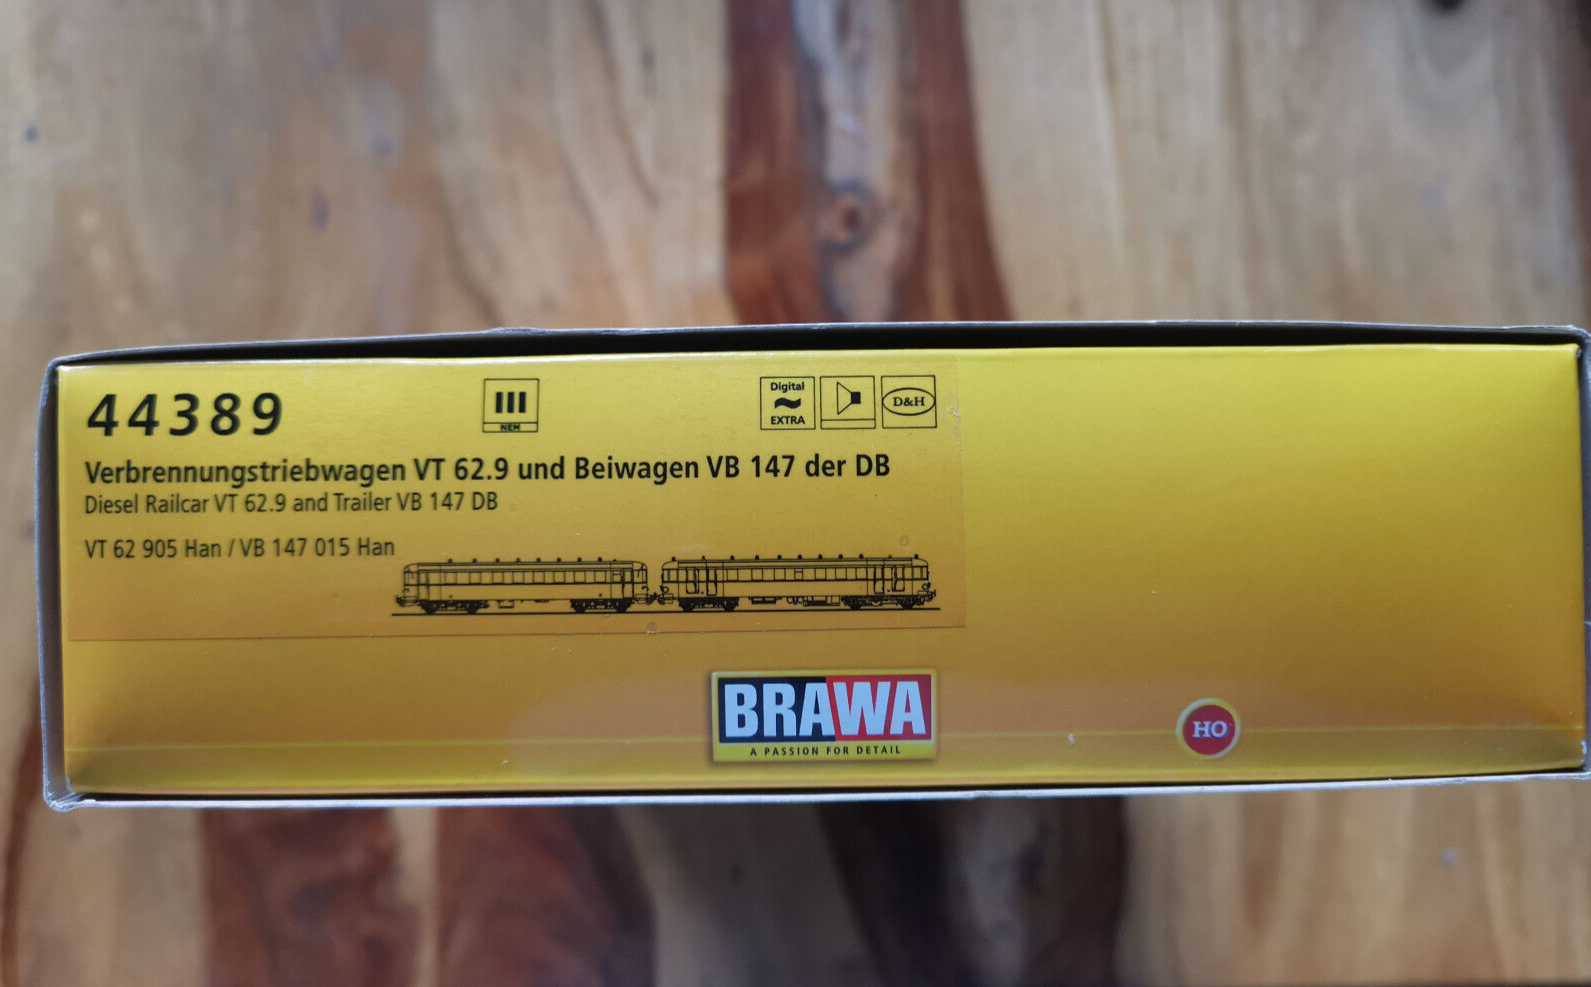 44389
III
NEM
Digital
EXTRA
D&H
Verbrennungstriebwagen VT 62.9 und Beiwagen VB 147 der DB
Diesel Railcar VT 62.9 and Trailer VB 147 DB
VT 62 905 Han / VB 147 015 Han
BRAWA
A PASSION FOR DETAIL
HO